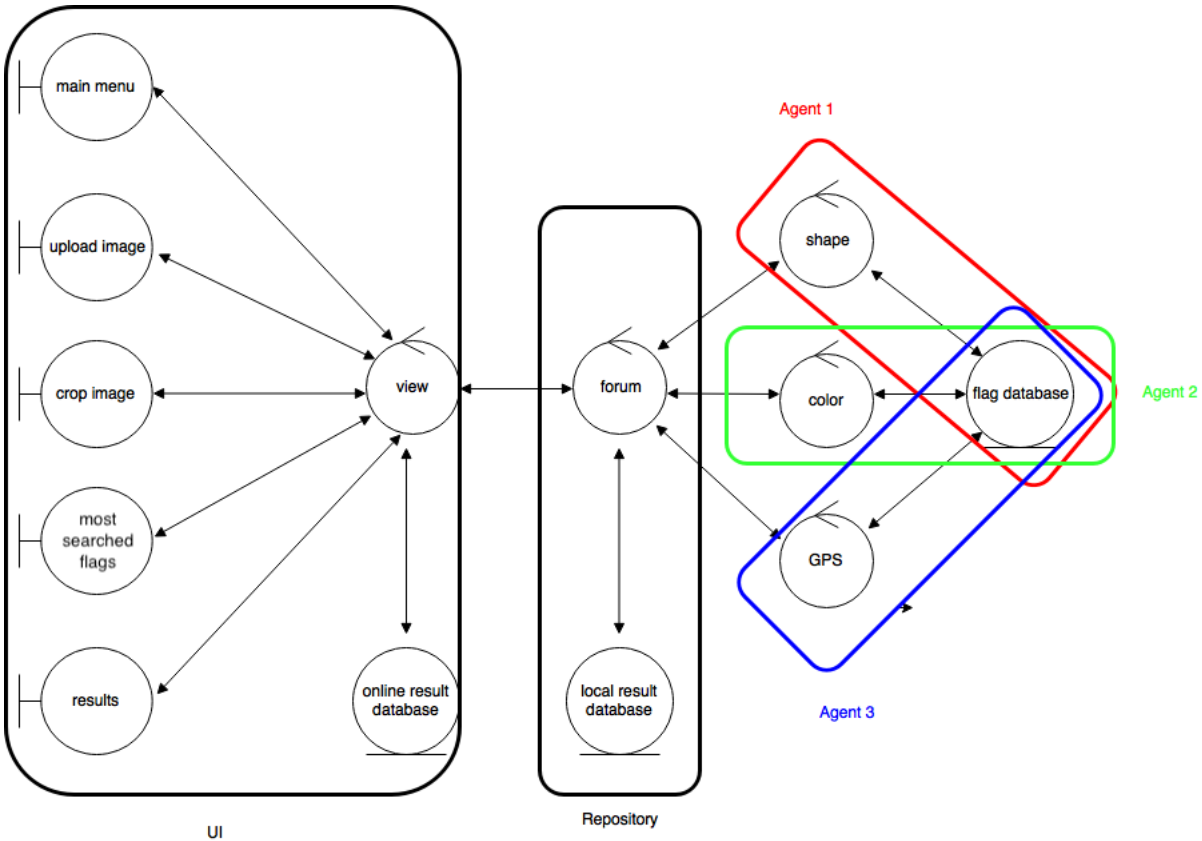 main menu
upload image
crop image
most
searched
flags
results
view
online result
database
UI
forum
local result
database
Repository
Agent 1
shape
color
flag database
Agent 2
GPS
Agent 3